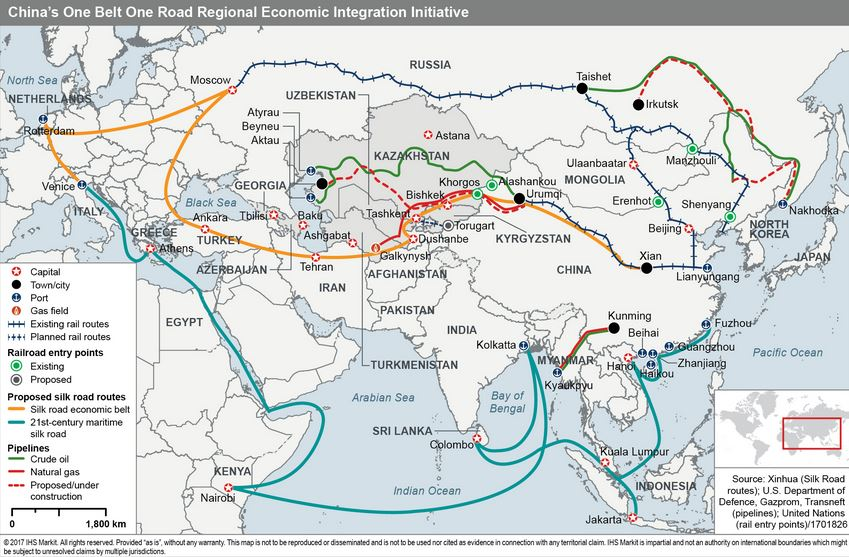 China's One Belt One Road Regional Economic Integration Initiative
North Sea
NETHERLANDS
Rotterdam
Moscow
RUSSIA
Taishet
Irkutsk
UZBEKISTAN
Atyrau
Beyneu
Aktau
Astana
KAZAKHSTAN
Ulaanbaatar
MONGOLIA
Manzhouli
Venice
ITALY
Black Sea
GEORGIA
Khorgos
Alashankou
Bishkek
Urumqi
Erenhot
Shenyang
Nakhodka
GREECE
Athens
Ankara
TURKEY
Tbilisi
Baku
Ashgabat
Tashkent
Torugart
Dushanbe
KYRGYZSTAN
Beijing
NORTH
KOREA
JAPAN
AZERBAIJAN
Tehran
Galkynysh
AFGHANISTAN
CHINA
Xian
Lianyungang
IRAN
PAKISTAN
EGYPT
INDIA
Kunming
Beihai
Fuzhou
Guangzhou
Zhanjiang
Haikou
Hanoi
Pacific Ocean
Kolkatta
MYANMAR
Kyaukpyu
TURKMENISTAN
Arabian Sea
Bay of
Bengal
SRI LANKA
Colombo
Kuala Lumpur
KENYA
Nairobi
Indian Ocean
INDONESIA
Jakarta
Capital
Town/city
Port
Gas field
Existing rail routes
Planned rail routes
Railroad entry points
Existing
Proposed
Proposed silk road routes
Silk road economic belt
21st-century maritime
silk road
Pipelines
Crude oil
Natural gas
Proposed/under
construction
0 1,800 km
Source: Xinhua (Silk Road
routes); U.S. Department of
Defence, Gazprom, Transneft
(pipelines); United Nations
(rail entry points)/1701826
© 2017 IHS Markit. All rights reserved. Provided "as is", without any warranty. This map is not to be reproduced or disseminated and is not to be used nor cited as evidence in connection with any territorial claim. IHS Markit is impartial and not an authority on international boundaries which might
be subject to unresolved claims by multiple jurisdictions.